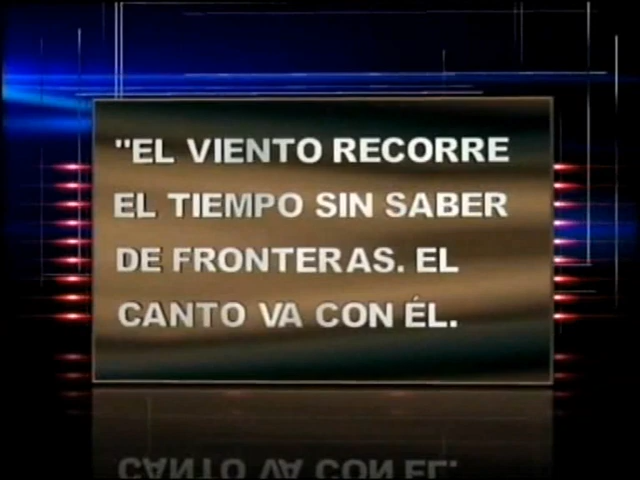 "EL VIENTO RECORRE
EL TIEMPO SIN SABER
DE FRONTERAS. EL
CANTO VA CON ÉL.